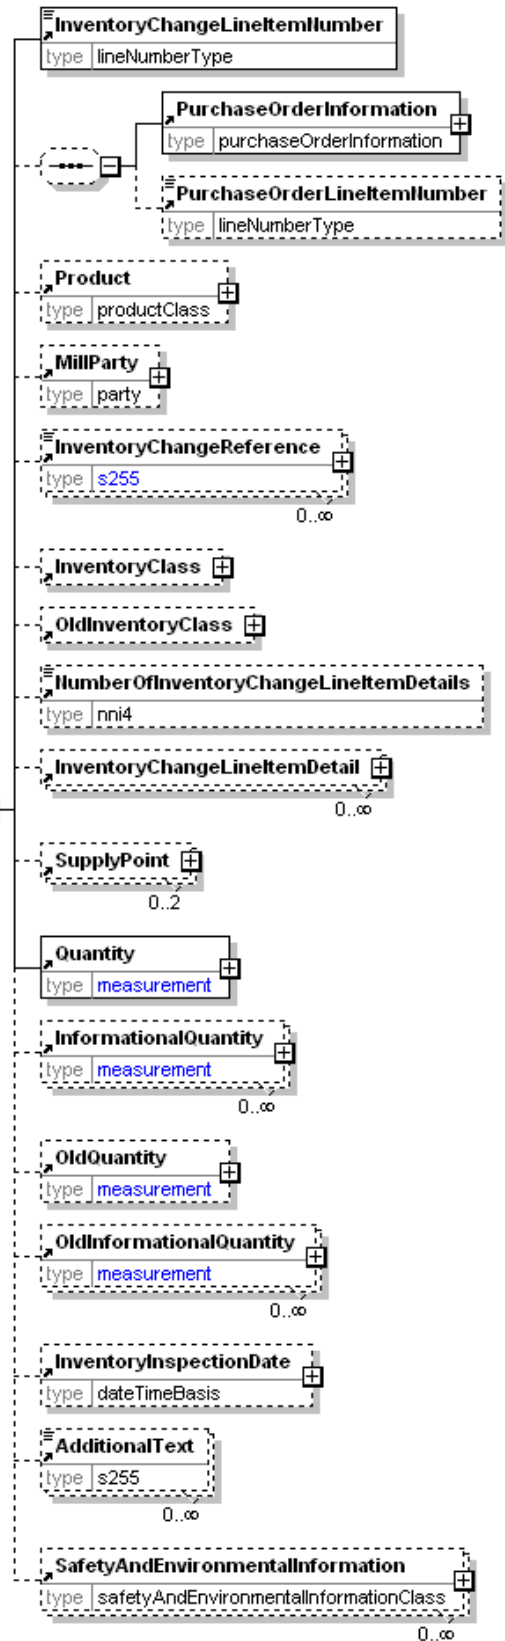 InventoryChangeLineItemNumber
type lineNumberType
PurchaseOrderInformation
type purchaseOrderInformation
PurchaseOrderLineItemNumber
type lineNumberType
Product
type productClass
MillParty
type party
InventoryChangeReference
type s255
0..∞
InventoryClass
OldInventoryClass
NumberOfInventoryChangeLineItemDetails
type nni4
InventoryChangeLineItemDetail
0..∞
SupplyPoint
0..2
Quantity
type measurement
InformationalQuantity
type measurement
0..∞
OldQuantity
type measurement
OldInformationalQuantity
type measurement
0..∞
InventoryInspectionDate
type dateTimeBasis
AdditionalText
type s255
0..∞
SafetyAndEnvironmentalInformation
type safetyAndEnvironmentalInformationClass
0..∞